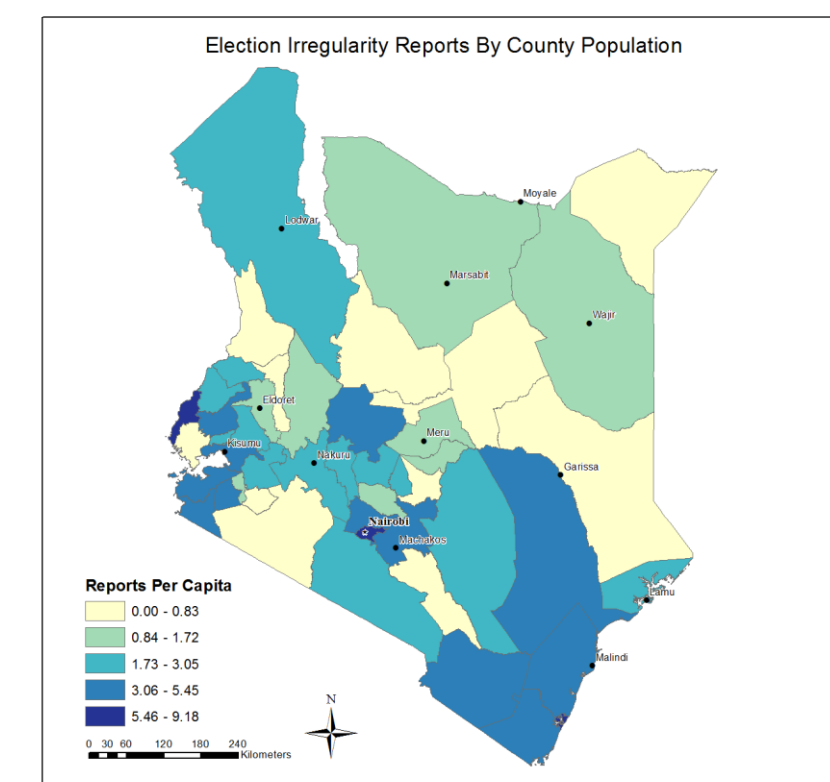 Election Irregularity Reports By County Population
Moyale
Lodwar
Marsabit
Wajir
Eldoret
Meru
Kisumu
Nakuru
Garissa
Nairobi
Machakos
Reports Per Capita
0.00 - 0.83
0.84 - 1.72
1.73 - 3.05
3.06 - 5.45
5.46 - 9.18
Lamu
Malindi
N
0 30 60 120 180 240
Kilometers